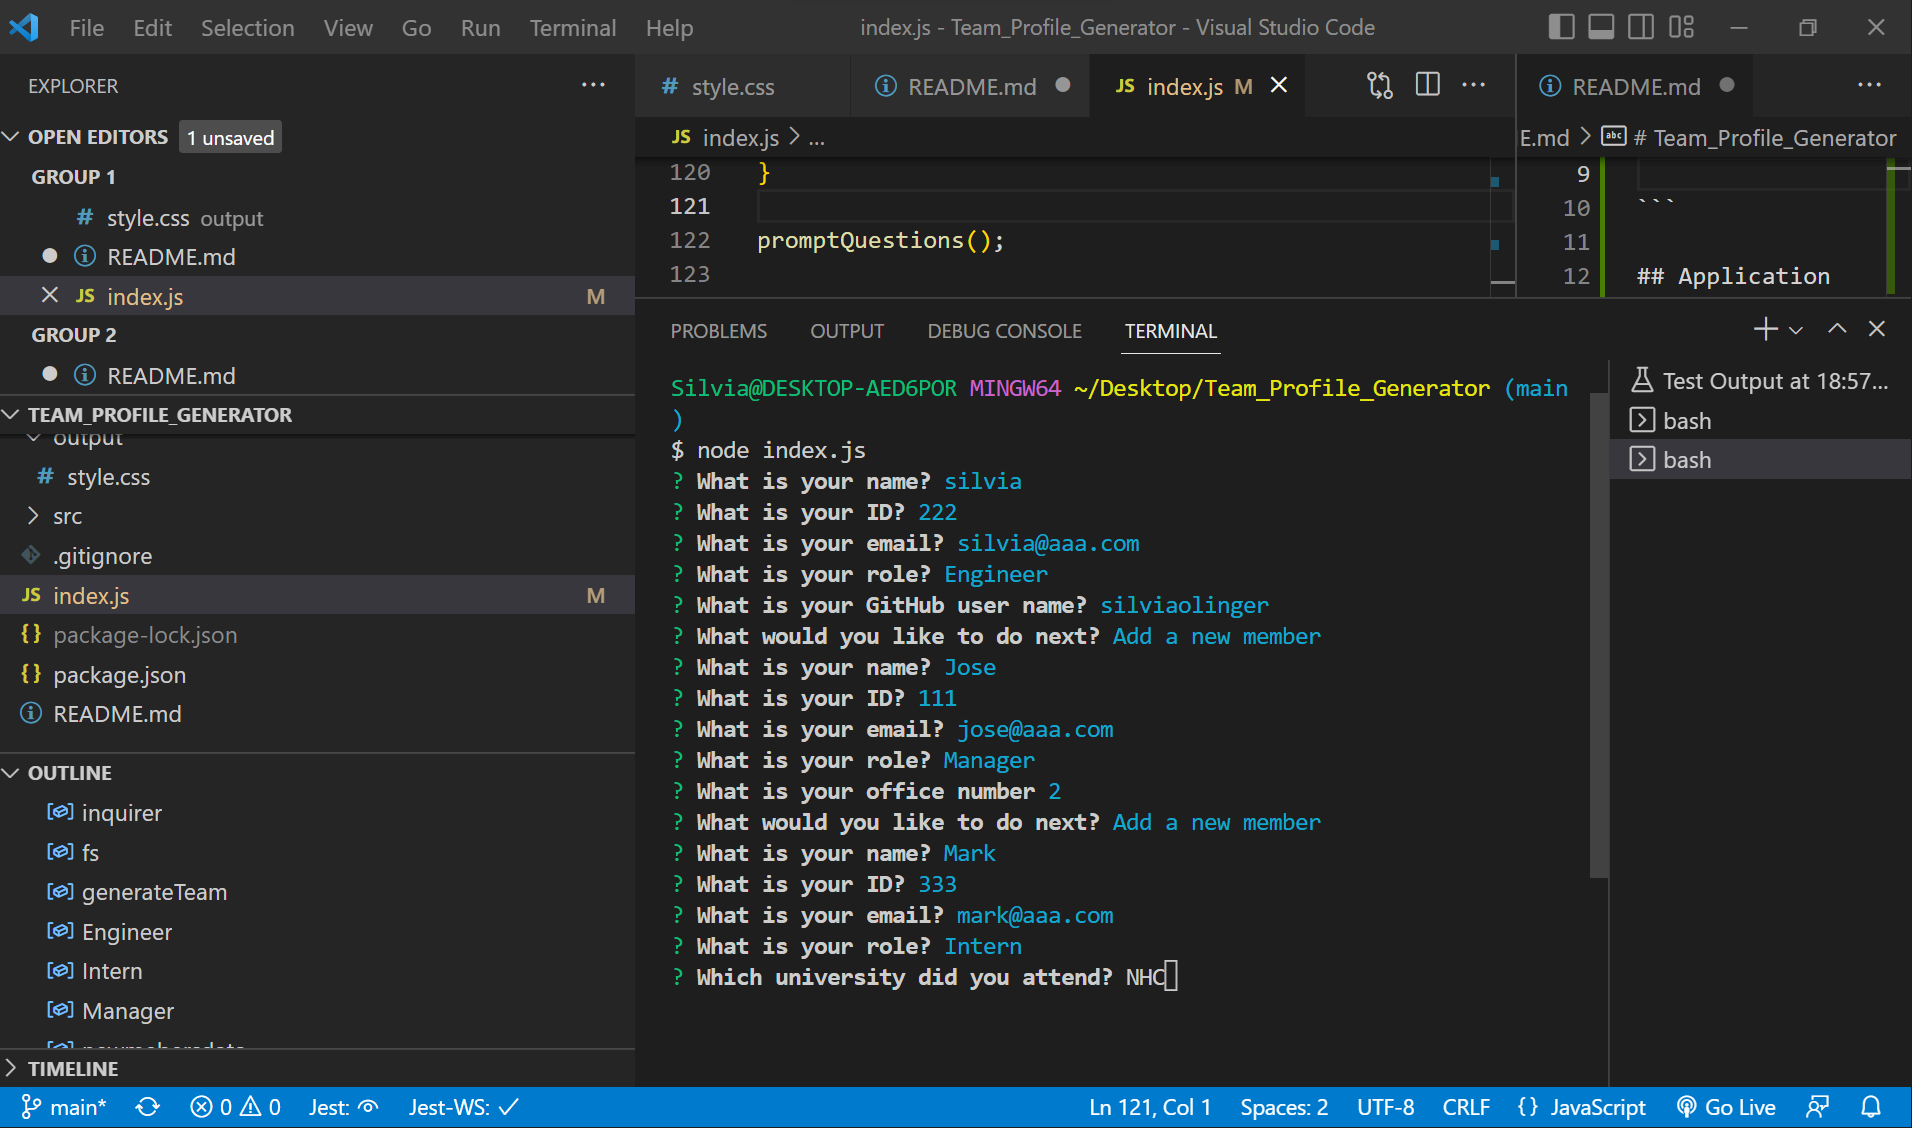 File Edit Selection View Go Run Terminal Help index.js - Team_Profile_Generator - Visual Studio Code
EXPLORER
OPEN EDITORS 1 unsaved
GROUP 1
# style.css output
README.md
JS index.js M
GROUP 2
README.md
TEAM_PROFILE_GENERATOR
output
# style.css
src
.gitignore
JS index.js M
{} package-lock.json
{} package.json
README.md
OUTLINE
inquirer
fs
generateTeam
Engineer
Intern
Manager
TIMELINE
# style.css README.md JS index.js M
JS index.js > ...
120 }
121
122 promptQuestions();
123
README.md
E.md > abc # Team_Profile_Generator
9
10 ```
11
12 ## Application
PROBLEMS OUTPUT DEBUG CONSOLE TERMINAL
Silvia@DESKTOP-AED6POR MINGW64 ~/Desktop/Team_Profile_Generator (main
)
$ node index.js
? What is your name? silvia
? What is your ID? 222
? What is your email? silvia@aaa.com
? What is your role? Engineer
? What is your GitHub user name? silviaolinger
? What would you like to do next? Add a new member
? What is your name? Jose
? What is your ID? 111
? What is your email? jose@aaa.com
? What is your role? Manager
? What is your office number 2
? What would you like to do next? Add a new member
? What is your name? Mark
? What is your ID? 333
? What is your email? mark@aaa.com
? What is your role? Intern
? Which university did you attend? NHC
Test Output at 18:57...
bash
bash
main* 0 0 Jest: Jest-WS: Ln 121, Col 1 Spaces: 2 UTF-8 CRLF {} JavaScript Go Live